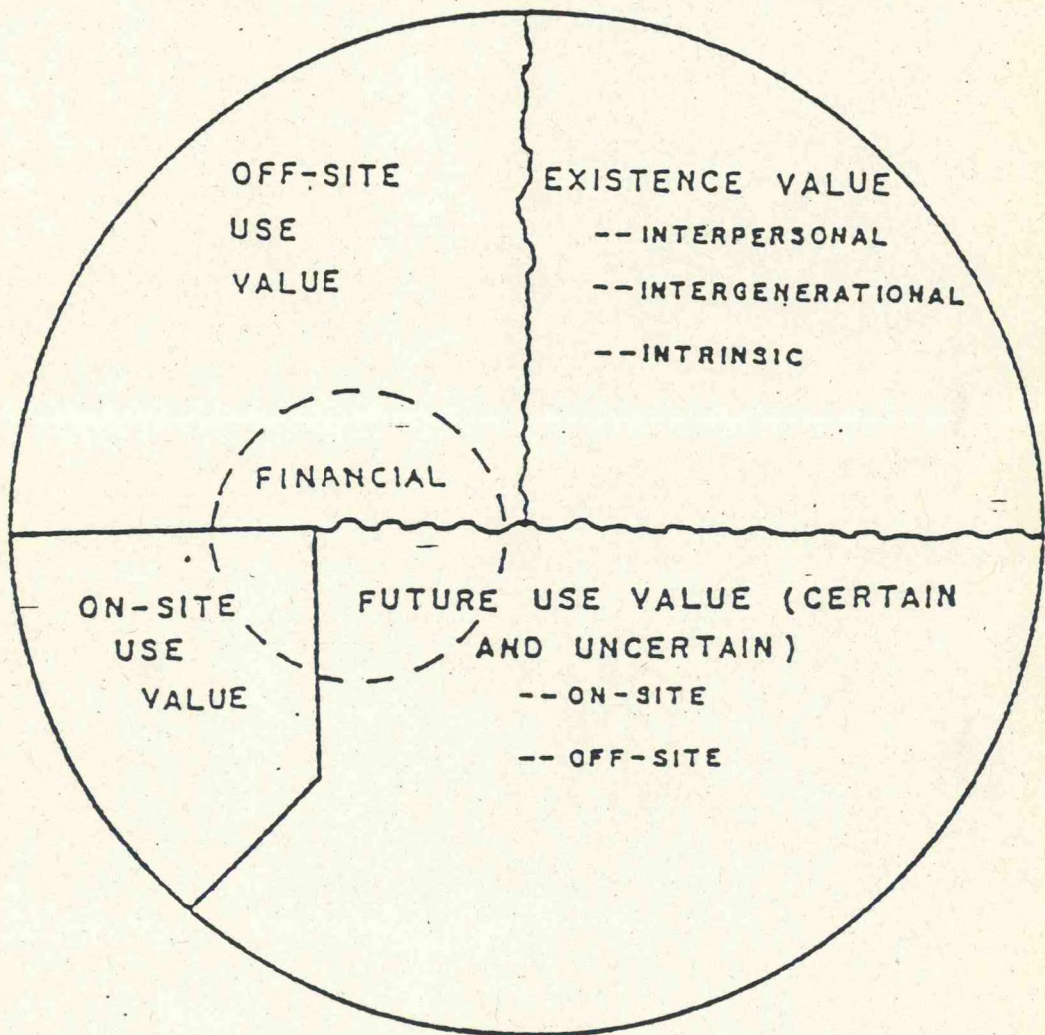 OFF-SITE
USE
VALUE
EXISTENCE VALUE
--INTERPERSONAL
--INTERGENERATIONAL
--INTRINSIC
FINANCIAL
ON-SITE
USE
VALUE
FUTURE USE VALUE (CERTAIN
AND UNCERTAIN)
--ON-SITE
--OFF-SITE